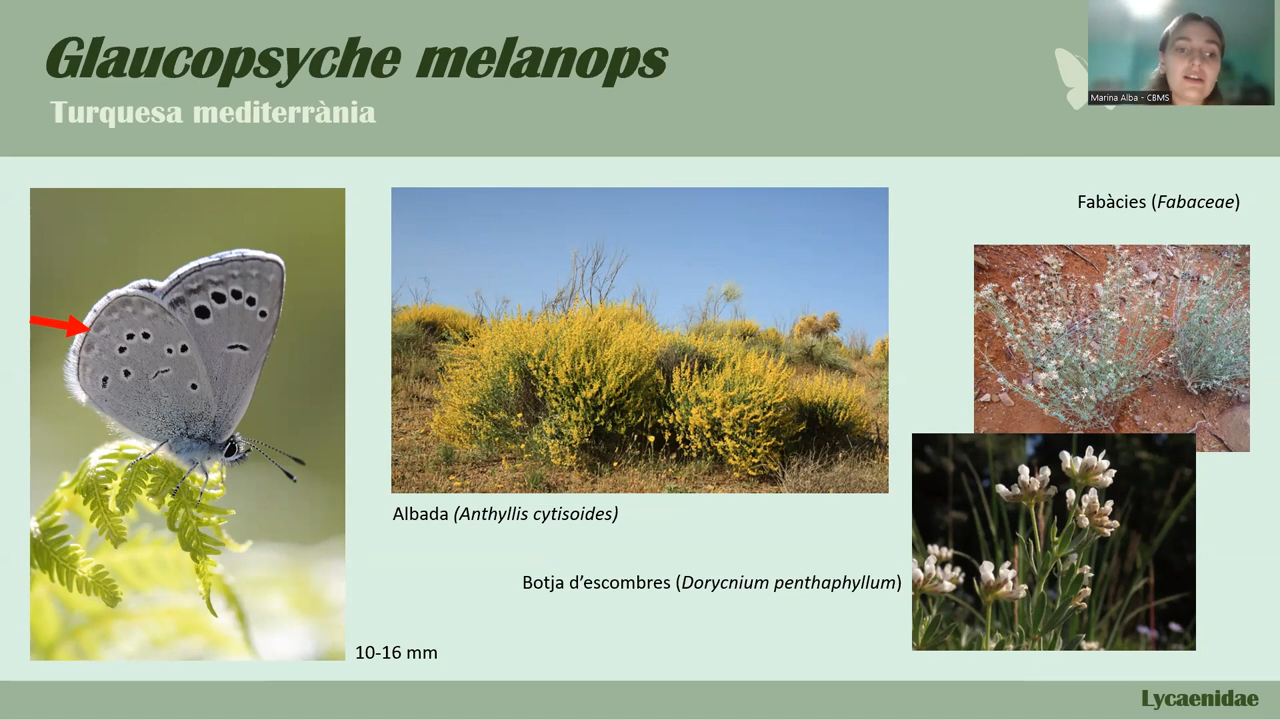 Glaucopsyche melanops
Turquesa mediterrània
Marina Alba - CBMS
Fabàcies (Fabaceae)
Albada (Anthyllis cytisoides)
Botja d’escombres (Dorycnium penthaphyllum)
10-16 mm
Lycaenidae